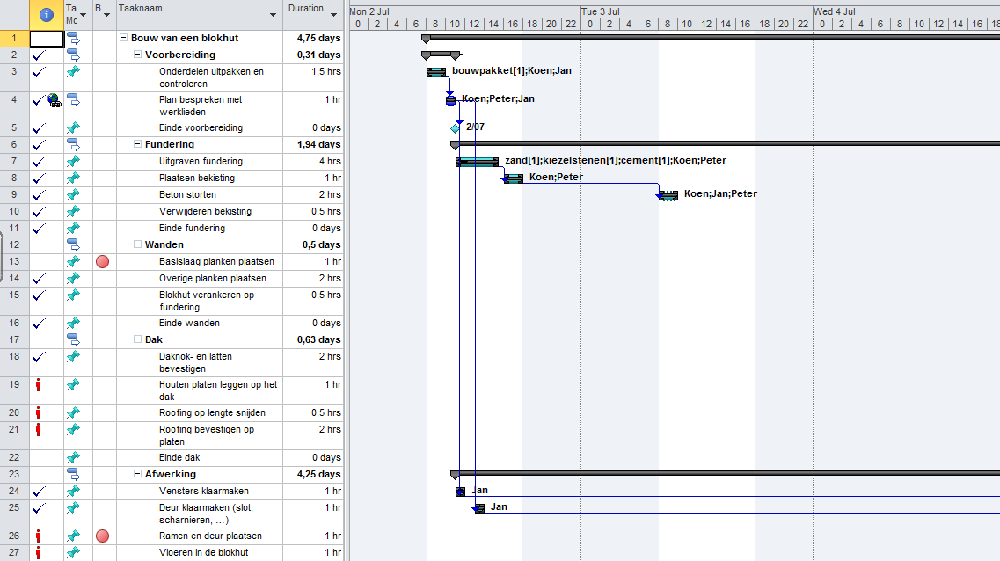 Ta Mo B Taaknaam Duration
Mon 2 Jul Tue 3 Jul Wed 4 Jul
0 2 4 6 8 10 12 14 16 18 20 22 0 2 4 6 8 10 12 14 16 18 20 22 0 2 4 6 8 10 12 14 16 18
1 Bouw van een blokhut 4,75 days
2 Voorbereiding 0,31 days
3 Onderdelen uitpakken en 1,5 hrs bouwpakket[1];Koen;Jan
controleren
4 Plan bespreken met 1 hr Koen;Peter;Jan
werklieden
5 Einde voorbereiding 0 days 2/07
6 Fundering 1,94 days
7 Uitgraven fundering 4 hrs zand[1];kiezelstenen[1];cement[1];Koen;Peter
8 Plaatsen bekisting 1 hr Koen;Peter
9 Beton storten 2 hrs Koen;Jan;Peter
10 Verwijderen bekisting 0,5 hrs
11 Einde fundering 0 days
12 Wanden 0,5 days
13 Basislaag planken plaatsen 1 hr
14 Overige planken plaatsen 2 hrs
15 Blokhut verankeren op 0,5 hrs
fundering
16 Einde wanden 0 days
17 Dak 0,63 days
18 Daknok- en latten 2 hrs
bevestigen
19 Houten platen leggen op het 1 hr
dak
20 Roofing op lengte snijden 0,5 hrs
21 Roofing bevestigen op 2 hrs
platen
22 Einde dak 0 days
23 Afwerking 4,25 days
24 Vensters klaarmaken 1 hr Jan
25 Deur klaarmaken (slot, 1 hr Jan
scharnieren, …)
26 Ramen en deur plaatsen 1 hr
27 Vloeren in de blokhut 1 hr